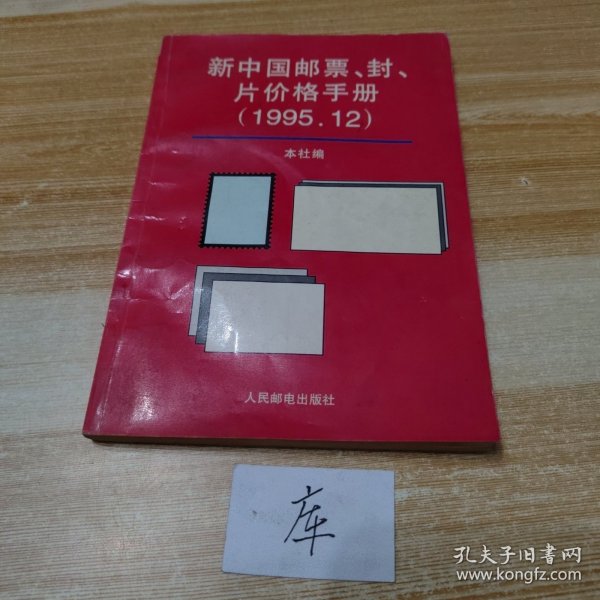 新中国邮票、封、
片价格手册
(1995.12)
本社编
人民邮电出版社
库
孔夫子旧书网
www.kongfz.com